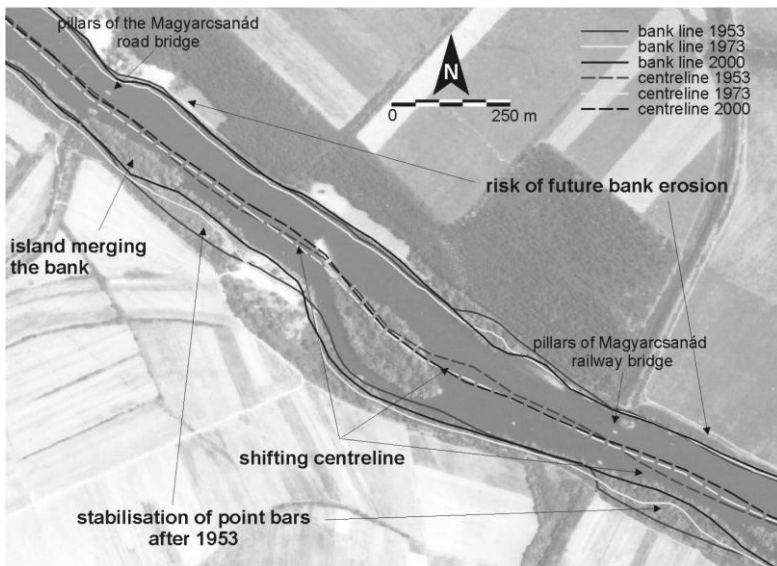 pillars of the Magyarcsanád
road bridge
bank line 1953
bank line 1973
bank line 2000
centreline 1953
centreline 1973
centreline 2000
N
0 250 m
risk of future bank erosion
island merging
the bank
pillars of Magyarcsanád
railway bridge
shifting centreline
stabilisation of point bars
after 1953